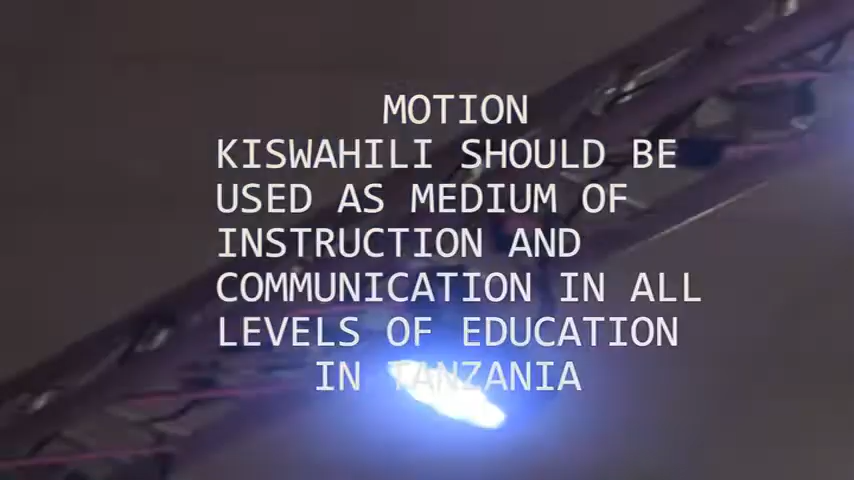 MOTION
KISWAHILI SHOULD BE
USED AS MEDIUM OF
INSTRUCTION AND
COMMUNICATION IN ALL
LEVELS OF EDUCATION
IN TANZANIA